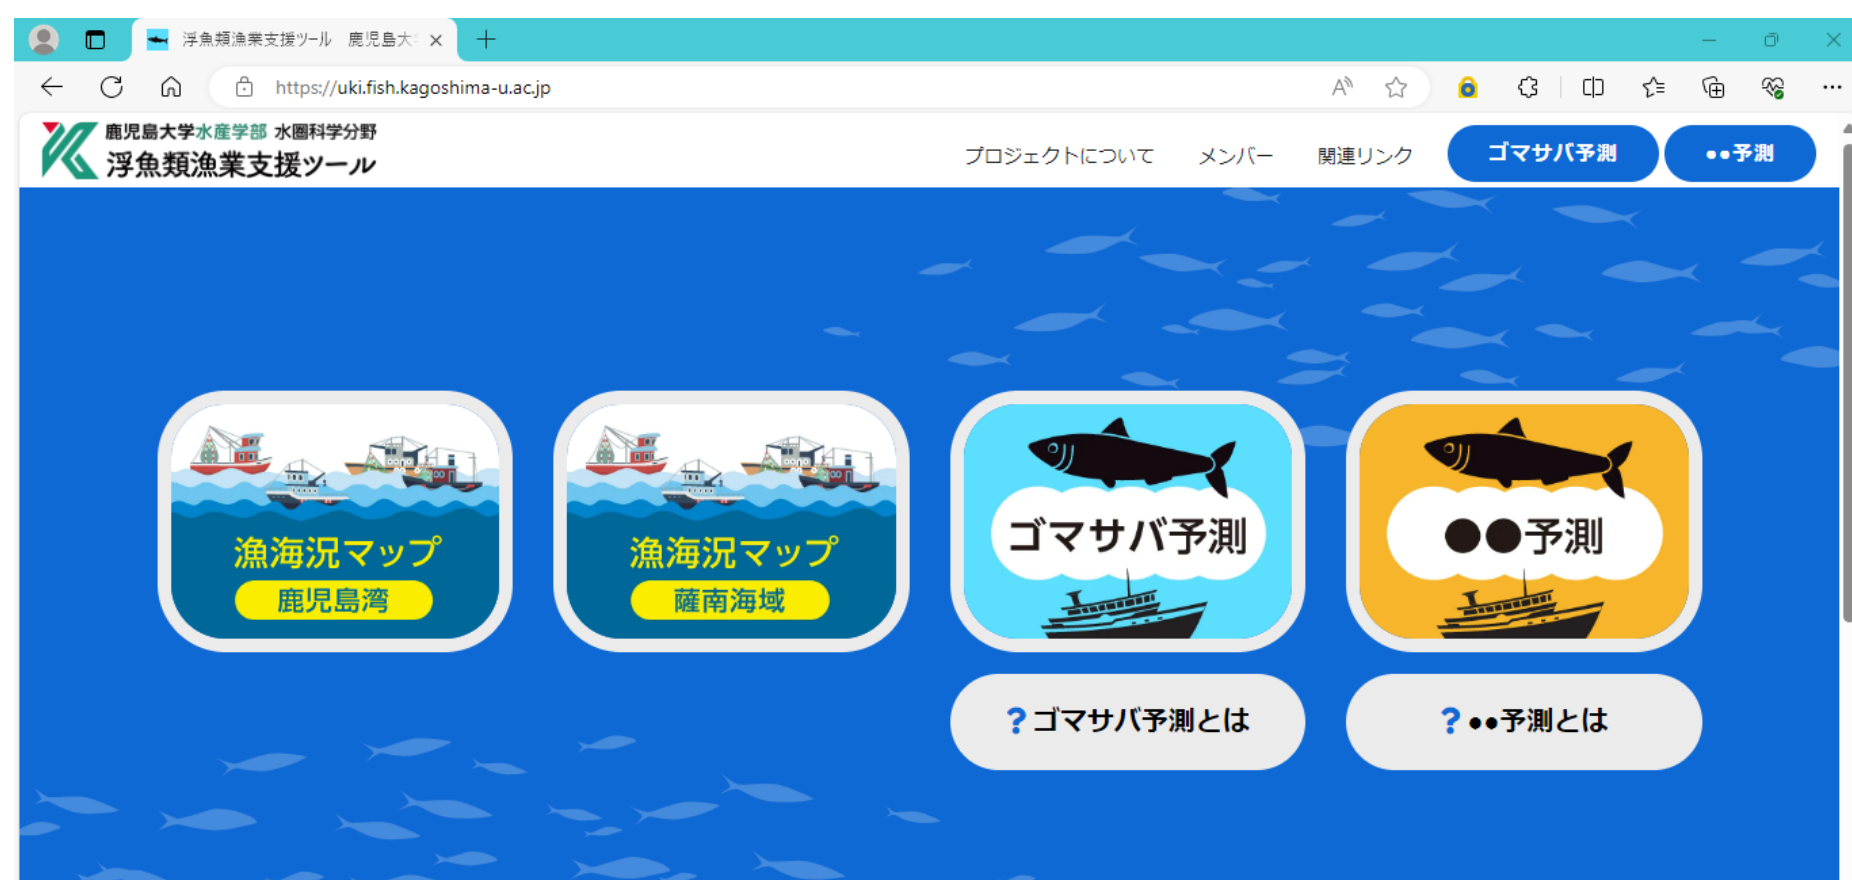 浮魚類漁業支援ツール 鹿児島大
https://uki.fish.kagoshima-u.ac.jp
鹿児島大学水産学部 水圏科学分野
浮魚類漁業支援ツール
プロジェクトについて
メンバー
関連リンク
ゴマサバ予測
●●予測
漁海況マップ
鹿児島湾
漁海況マップ
薩南海域
ゴマサバ予測
●●予測
?ゴマサバ予測とは
?●●予測とは